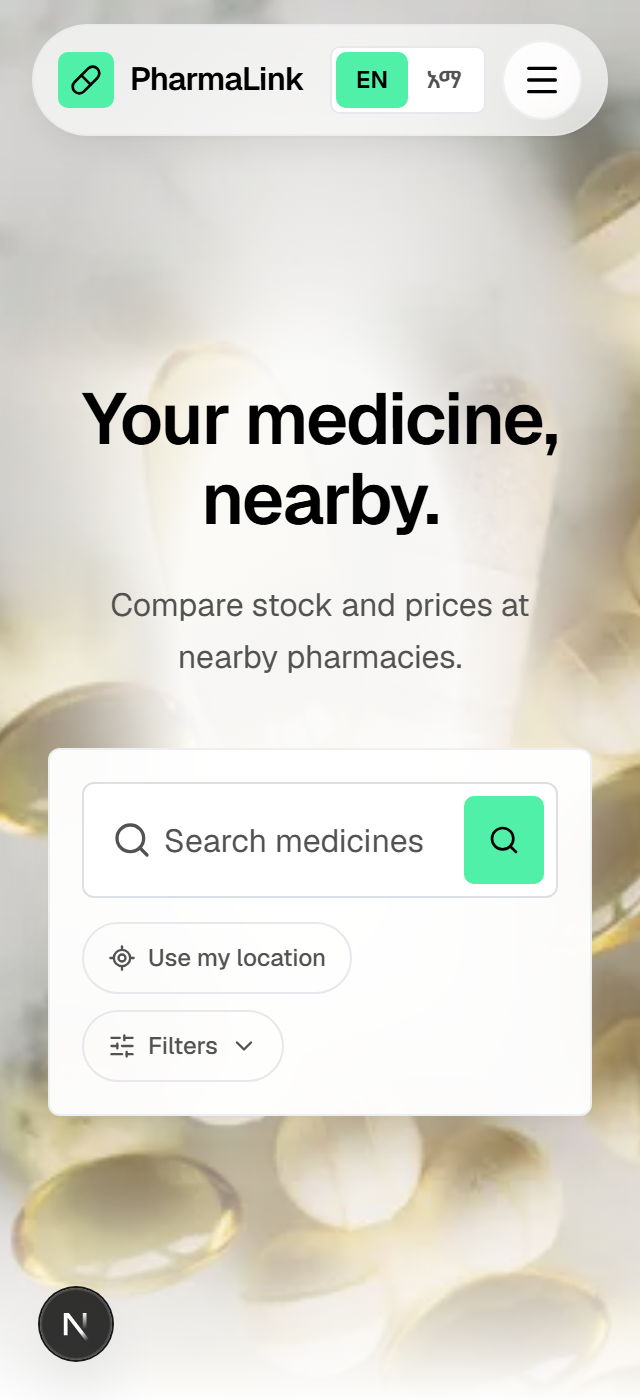 PharmaLink
EN
አማ
Your medicine,
nearby.
Compare stock and prices at
nearby pharmacies.
Search medicines
Use my location
Filters
N